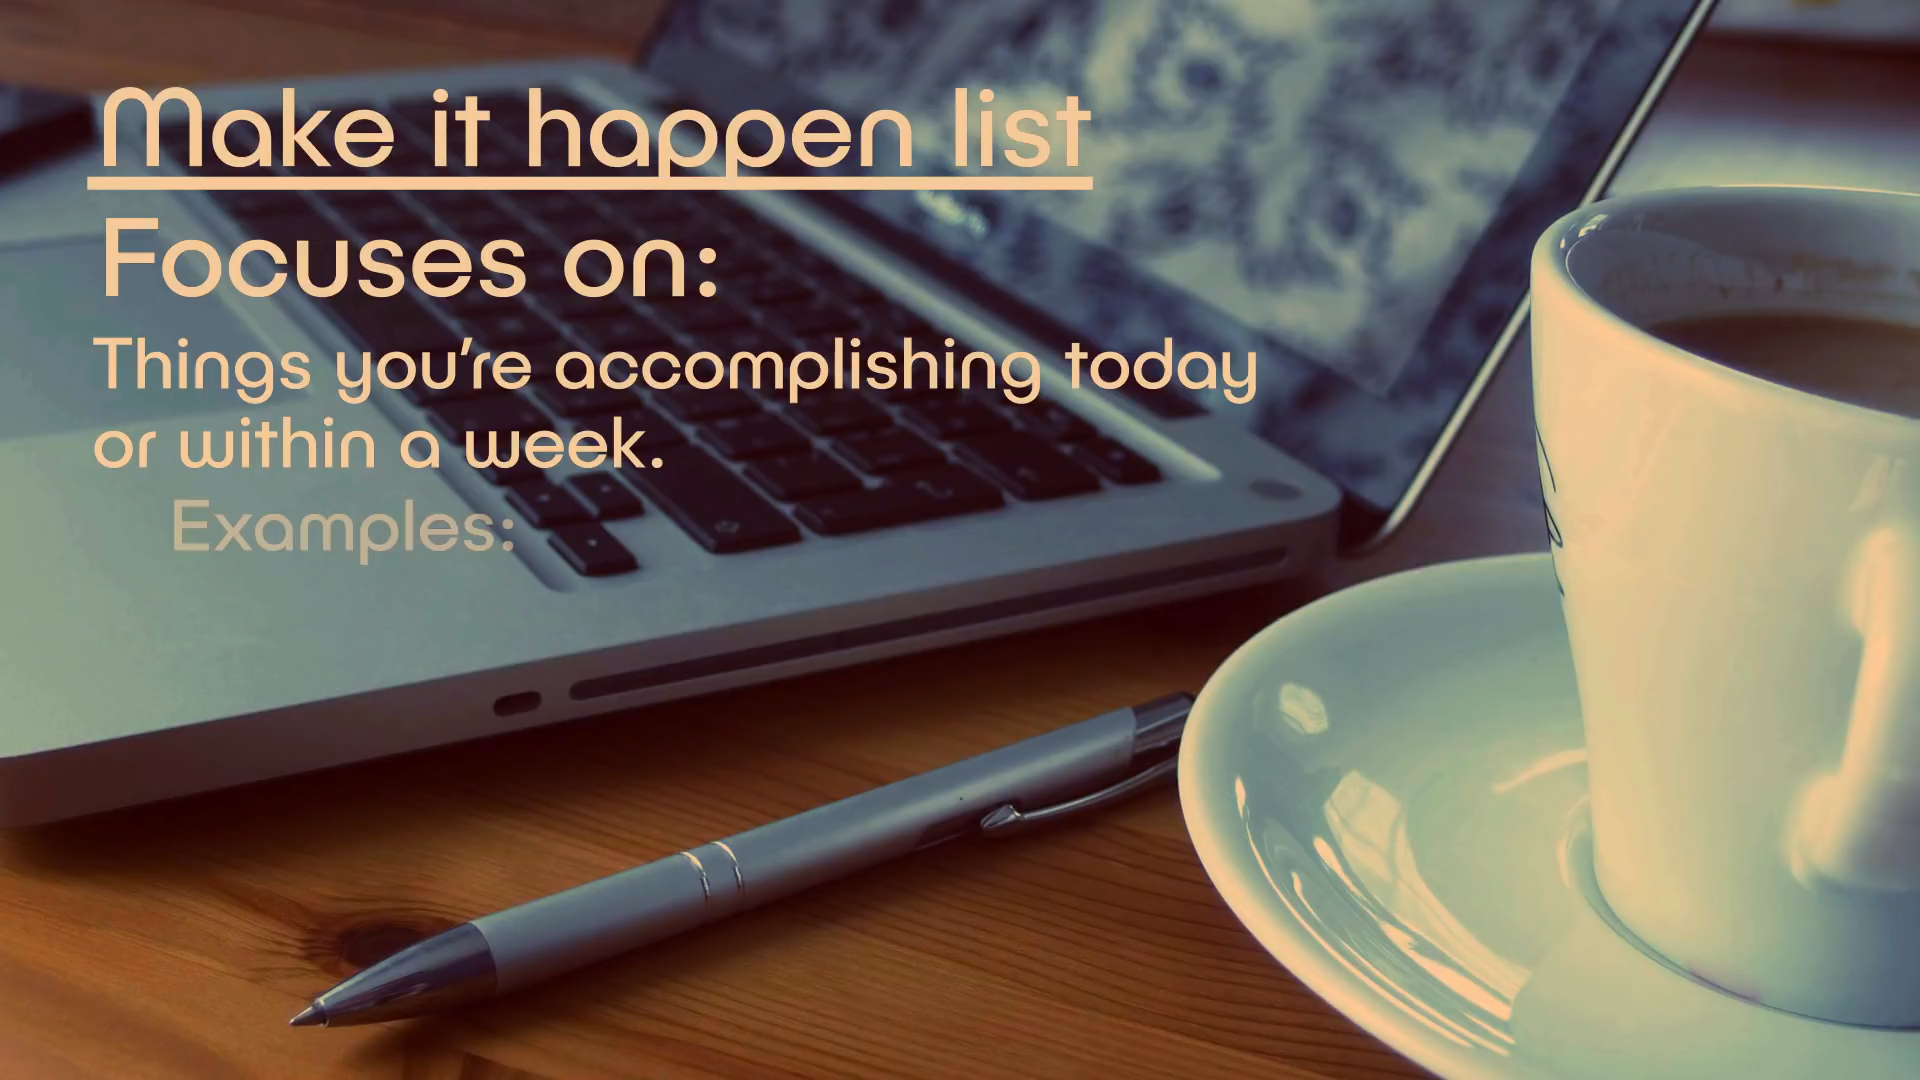 Make it happen list
Focuses on:
Things you're accomplishing today
or within a week.
Examples: